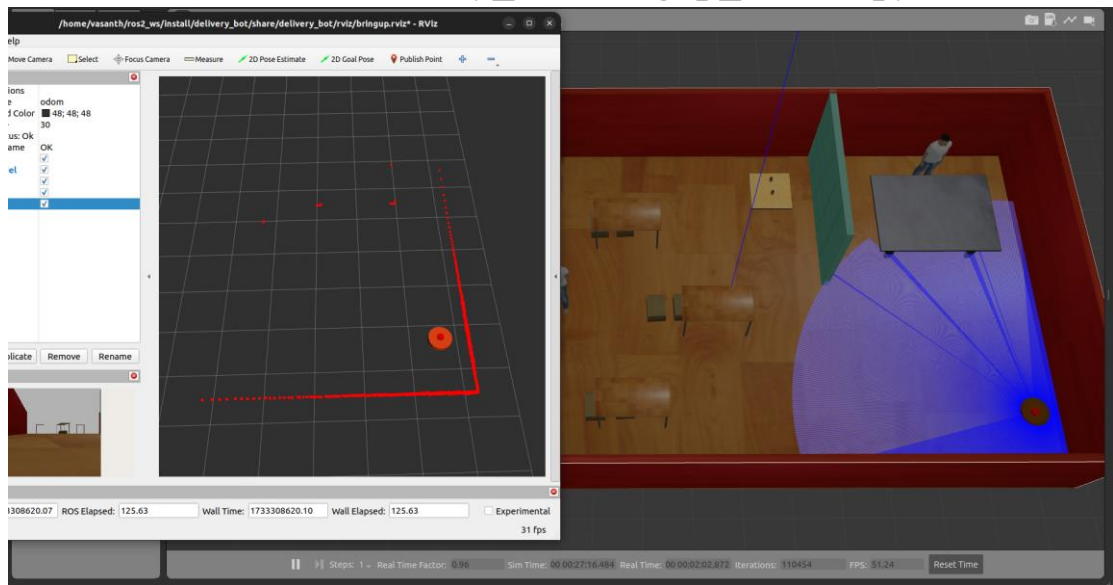 /home/vasanth/ros2_ws/install/delivery_bot/share/delivery_bot/rviz/bringup.rviz* - RViz
elp
Move Camera Select Focus Camera Measure 2D Pose Estimate 2D Goal Pose Publish Point
ions
odom
d Color 48; 48; 48
30
tus: Ok
ame OK
el
plicate Remove Rename
3308620.07 ROS Elapsed: 125.63 Wall Time: 1733308620.10 Wall Elapsed: 125.63 Experimental
31 fps
Steps: 1 Real Time Factor: 0.96 Sim Time: 00 00:27:16.484 Real Time: 00 00:02:02.872 Iterations: 110454 FPS: 51.24 Reset Time